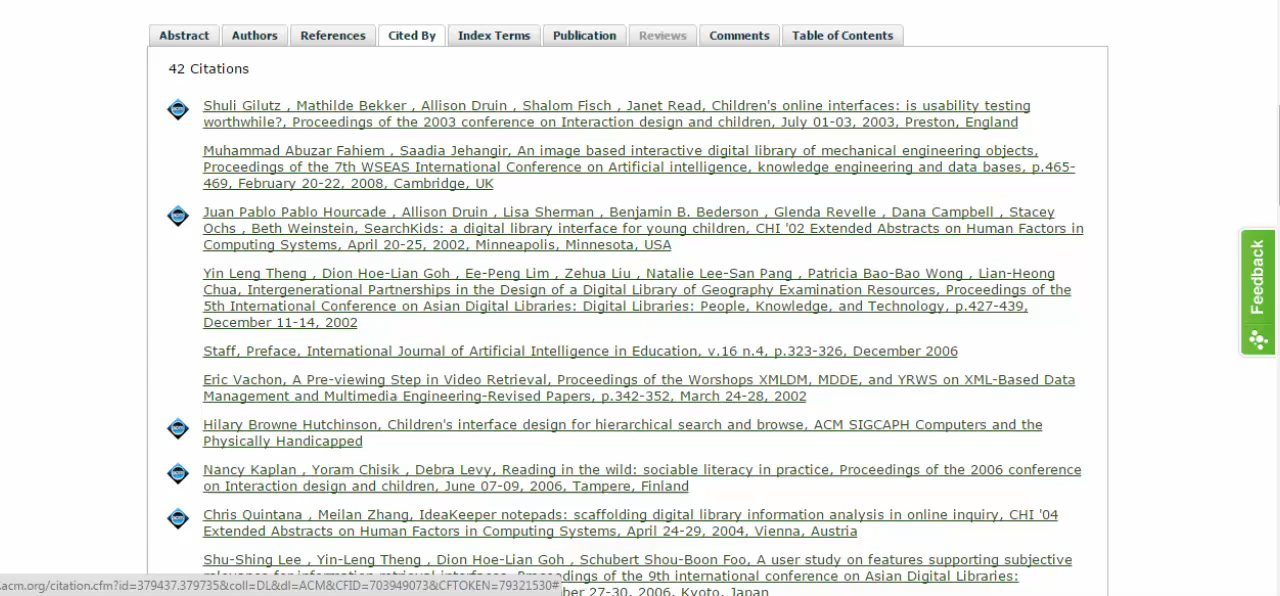 Abstract Authors References Cited By Index Terms Publication Reviews Comments Table of Contents
42 Citations
Shuli Gilutz , Mathilde Bekker , Allison Druin , Shalom Fisch , Janet Read, Children's online interfaces: is usability testing
worthwhile?, Proceedings of the 2003 conference on Interaction design and children, July 01-03, 2003, Preston, England
Muhammad Abuzar Fahiem , Saadia Jehangir, An image based interactive digital library of mechanical engineering objects,
Proceedings of the 7th WSEAS International Conference on Artificial intelligence, knowledge engineering and data bases, p.465-
469, February 20-22, 2008, Cambridge, UK
Juan Pablo Pablo Hourcade , Allison Druin , Lisa Sherman , Benjamin B. Bederson , Glenda Revelle , Dana Campbell , Stacey
Ochs , Beth Weinstein, SearchKids: a digital library interface for young children, CHI '02 Extended Abstracts on Human Factors in
Computing Systems, April 20-25, 2002, Minneapolis, Minnesota, USA
Yin Leng Theng , Dion Hoe-Lian Goh , Ee-Peng Lim , Zehua Liu , Natalie Lee-San Pang , Patricia Bao-Bao Wong , Lian-Heong
Chua, Intergenerational Partnerships in the Design of a Digital Library of Geography Examination Resources, Proceedings of the
5th International Conference on Asian Digital Libraries: Digital Libraries: People, Knowledge, and Technology, p.427-439,
December 11-14, 2002
Staff, Preface, International Journal of Artificial Intelligence in Education, v.16 n.4, p.323-326, December 2006
Eric Vachon, A Pre-viewing Step in Video Retrieval, Proceedings of the Worshops XMLDM, MDDE, and YRWS on XML-Based Data
Management and Multimedia Engineering-Revised Papers, p.342-352, March 24-28, 2002
Hilary Browne Hutchinson, Children's interface design for hierarchical search and browse, ACM SIGCAPH Computers and the
Physically Handicapped
Nancy Kaplan , Yoram Chisik , Debra Levy, Reading in the wild: sociable literacy in practice, Proceedings of the 2006 conference
on Interaction design and children, June 07-09, 2006, Tampere, Finland
Chris Quintana , Meilan Zhang, IdeaKeeper notepads: scaffolding digital library information analysis in online inquiry, CHI '04
Extended Abstracts on Human Factors in Computing Systems, April 24-29, 2004, Vienna, Austria
Shu-Shing Lee , Yin-Leng Theng , Dion Hoe-Lian Goh , Schubert Shou-Boon Foo, A user study on features supporting subjective
of the 9th international conference on Asian Digital Libraries:
27-30, 2006, Kyoto, Japan
.acm.org/citation.cfm?id=379437.379735&coll=DL&dl=ACM&CFID=703949073&CFTOKEN=79321530#
Feedback